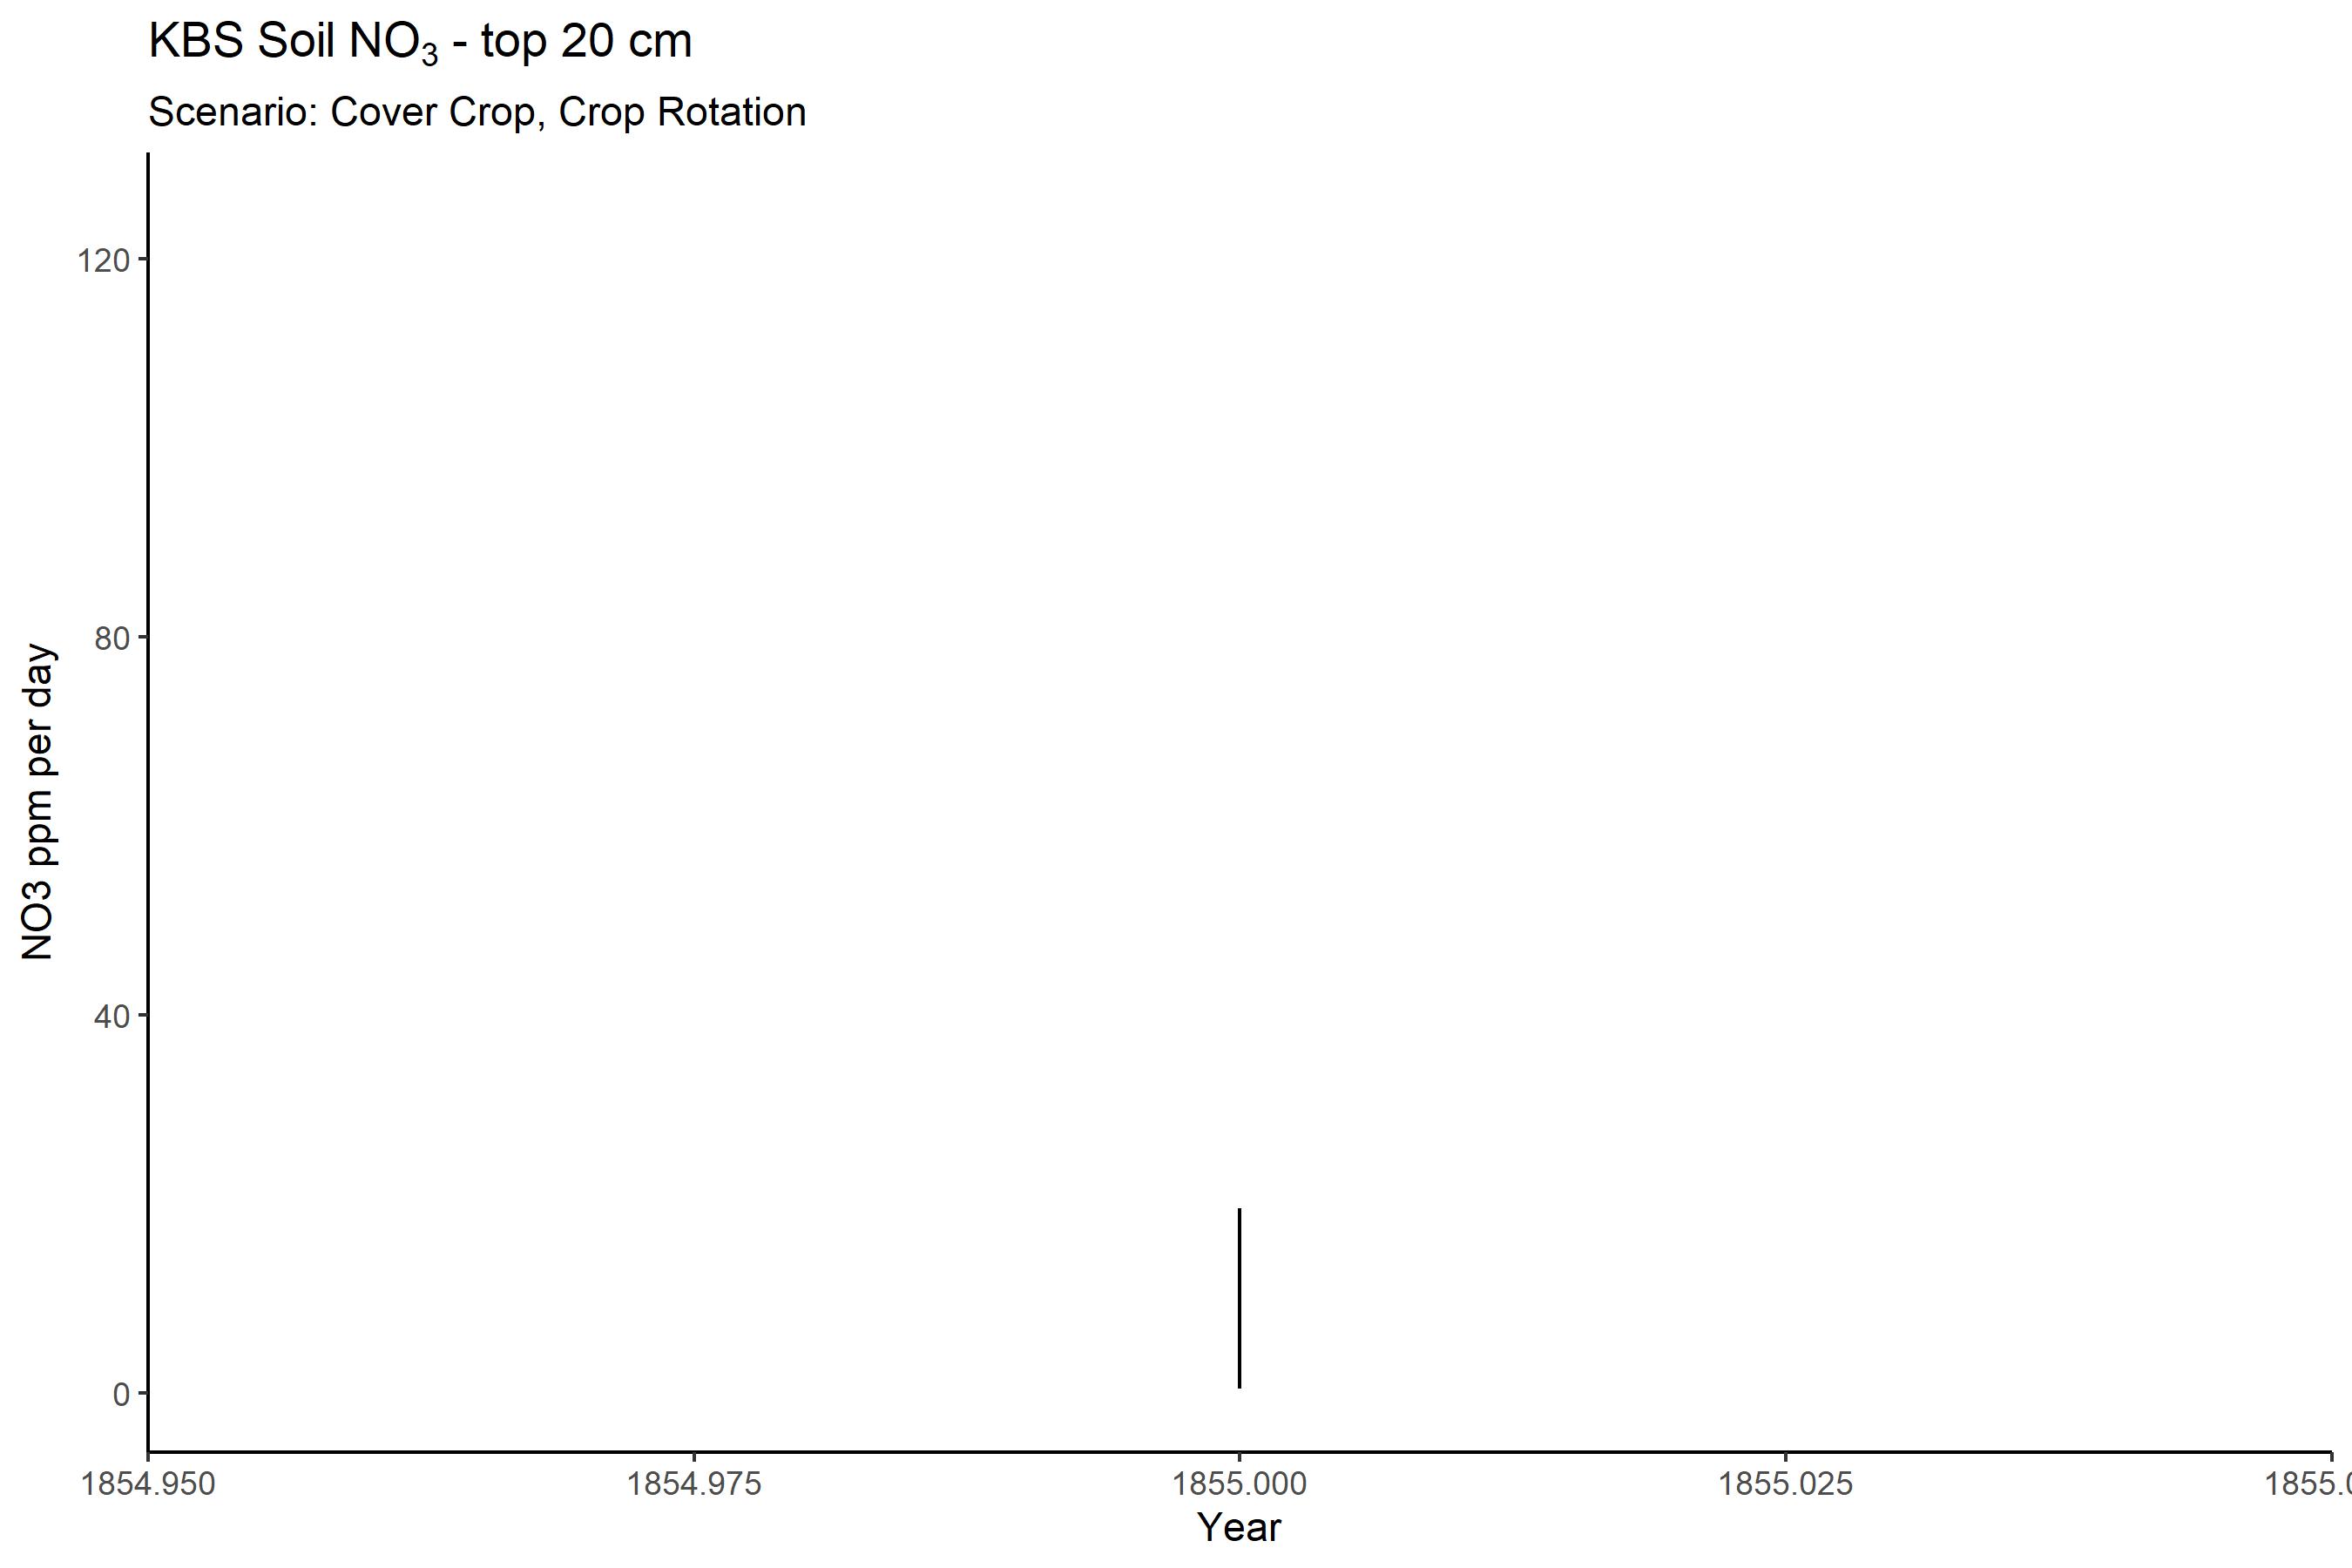 KBS Soil NO₃ - top 20 cm
Scenario: Cover Crop, Crop Rotation
120
80
40
0
NO3 ppm per day
1854.950 1854.975 1855.000 1855.025
Year